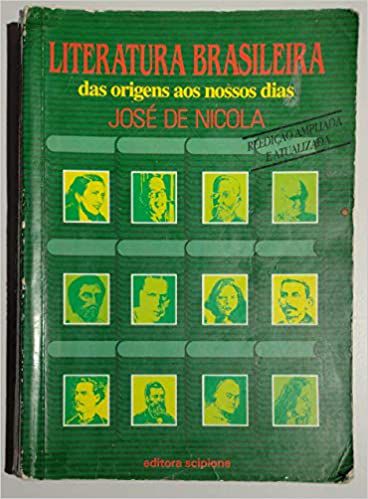 LITERATURA BRASILEIRA
das origens aos nossos dias
JOSÉ DE NICOLA
REEDIÇÃO AMPLIADA
E ATUALIZADA
editora scipione